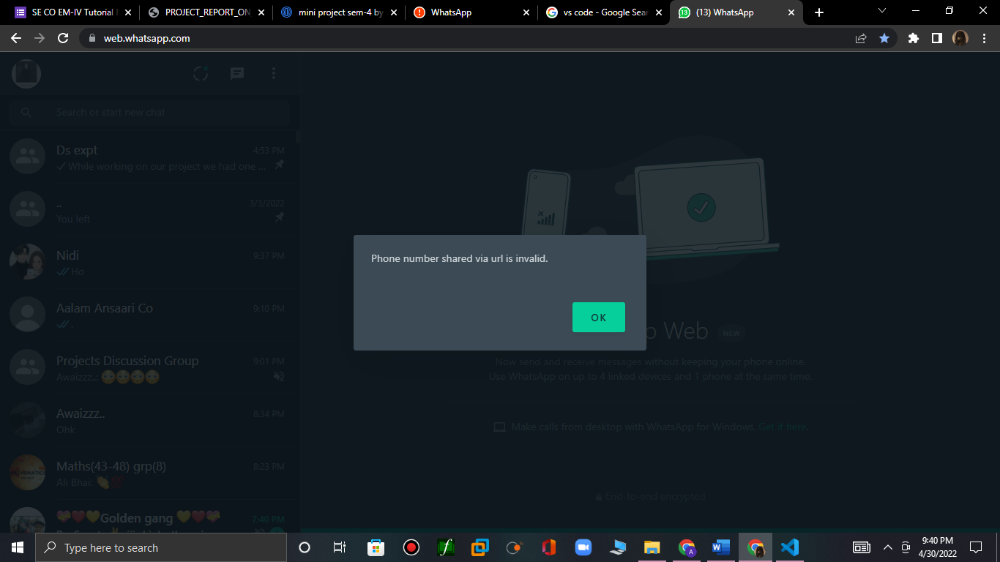 SE CO EM-IV Tutorial
PROJECT_REPORT_ON
mini project sem-4 by
WhatsApp
vs code - Google Sear
(13) WhatsApp
web.whatsapp.com
Search or start new chat
Ds expt
4:53 PM
While working on our project we had one ...
..
3/3/2022
You left
Nidi
9:37 PM
Ho
Aalam Ansaari Co
9:10 PM
.
Projects Discussion Group
9:01 PM
Awaizzz..: 😳😳😳😳
Awaizzz..
8:34 PM
Ohk
Maths(43-48) grp(8)
8:23 PM
Ali Bhai: 👏💯
💝❤️💛Golden gang 💛❤️💝
7:40 PM
Phone number shared via url is invalid.
OK
p Web
NEW
Now send and receive messages without keeping your phone online.
Use WhatsApp on up to 4 linked devices and 1 phone at the same time.
Make calls from desktop with WhatsApp for Windows. Get it here.
End-to-end encrypted
Type here to search
9:40 PM
4/30/2022